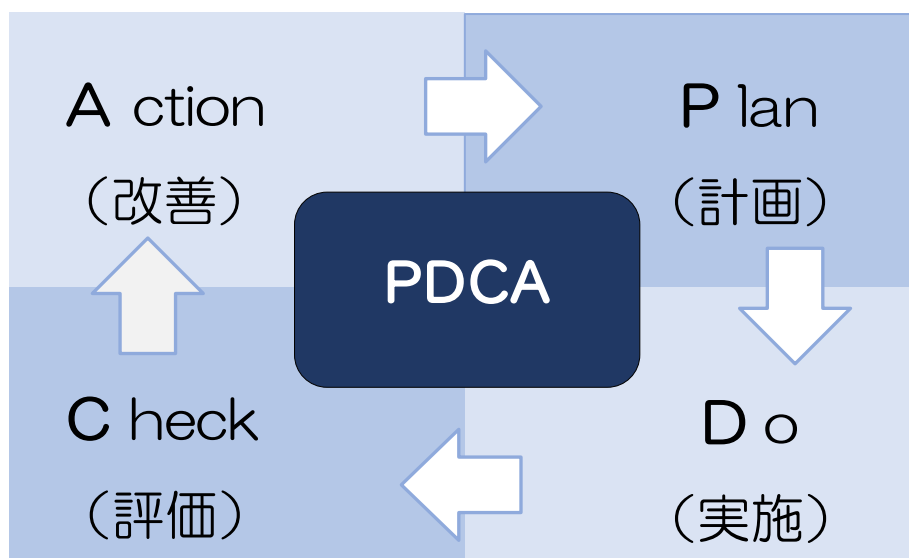 A ction
（改善）
P lan
（計画）
PDCA
C heck
（評価）
D o
（実施）